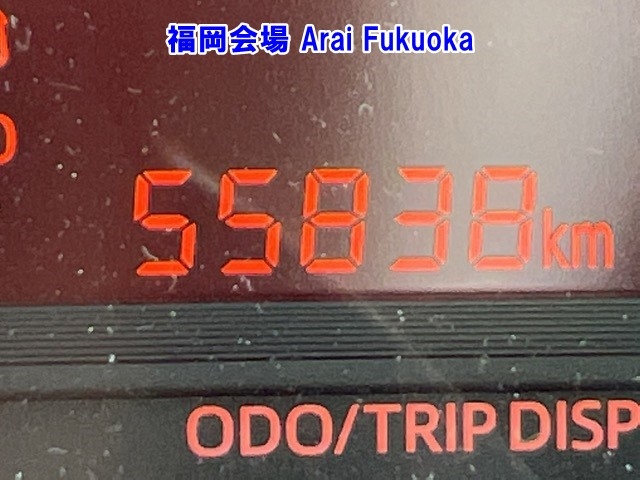 福岡会場 Arai Fukuoka
55838km
ODO/TRIP DISP